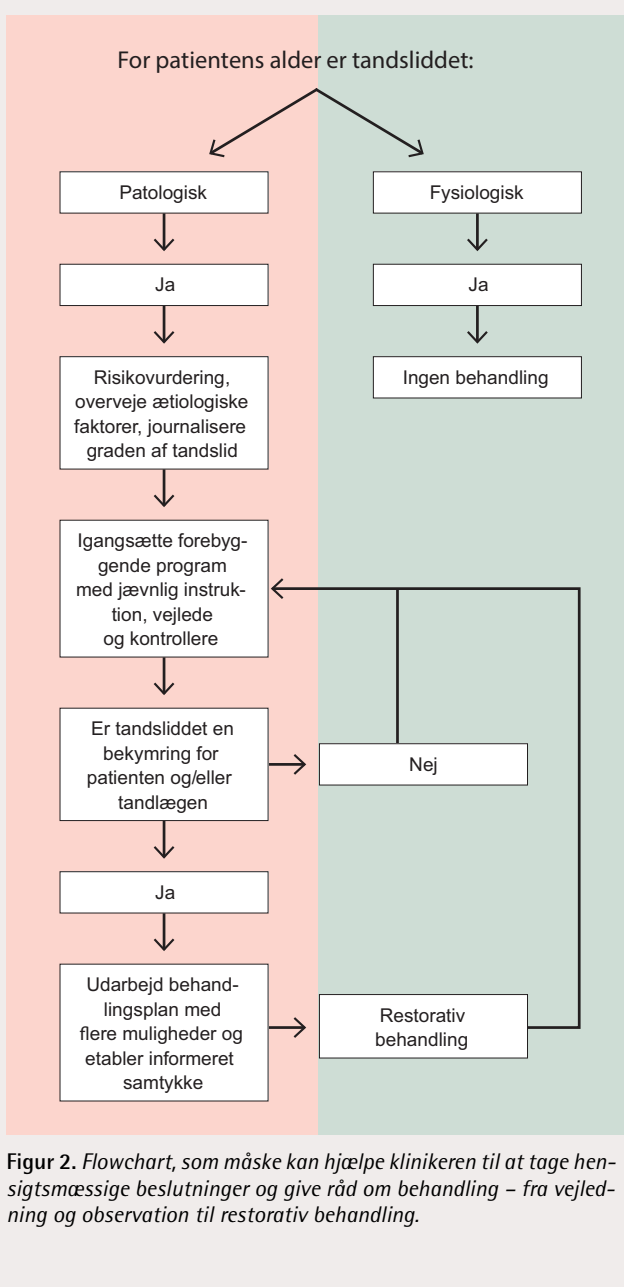 For patientens alder er tandsliddet:
Patologisk
Fysiologisk
Ja
Ja
Risikovurdering,
overveje ætiologiske
faktorer, journalisere
graden af tandslid
Ingen behandling
Igangsætte forebyg-
gende program
med jævnlig instruk-
tion, vejlede
og kontrollere
Er tandsliddet en
bekymring for
patienten og/eller
tandlægen
Nej
Ja
Udarbejd behand-
lingsplan med
flere muligheder og
etabler informeret
samtykke
Restorativ
behandling
Figur 2. Flowchart, som måske kan hjælpe klinikeren til at tage hen-
sigtsmæssige beslutninger og give råd om behandling – fra vejled-
ning og observation til restorativ behandling.